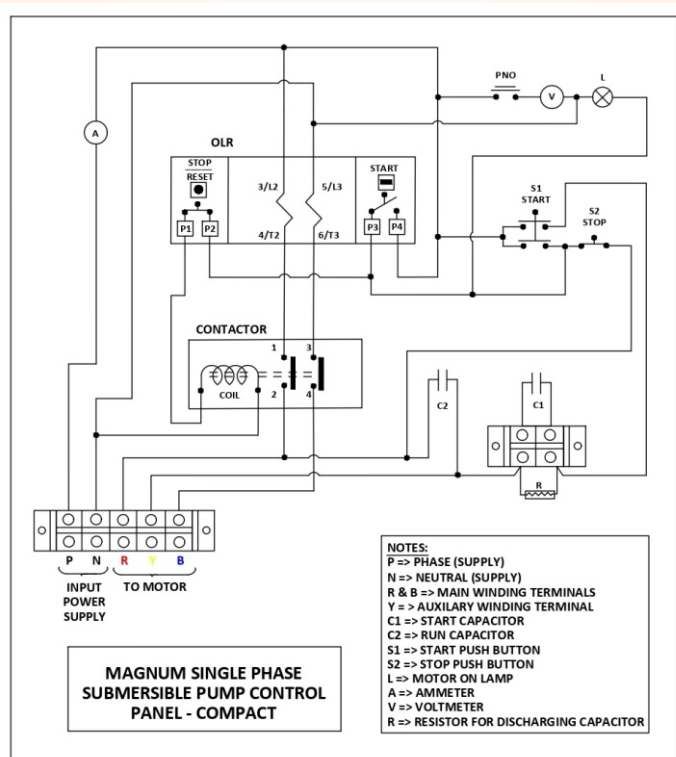 PNO
L
V
A
OLR
STOP
RESET
START
3/L2
5/L3
S1
START
S2
STOP
P1
P2
P3
P4
4/T2
6/T3
CONTACTOR
1
3
COIL
2
4
C2
C1
R
P
N
R
Y
B
INPUT
POWER
SUPPLY
TO MOTOR
MAGNUM SINGLE PHASE
SUBMERSIBLE PUMP CONTROL
PANEL - COMPACT
NOTES:
P => PHASE (SUPPLY)
N => NEUTRAL (SUPPLY)
R & B => MAIN WINDING TERMINALS
Y = > AUXILARY WINDING TERMINAL
C1 => START CAPACITOR
C2 => RUN CAPACITOR
S1 => START PUSH BUTTON
S2 => STOP PUSH BUTTON
L => MOTOR ON LAMP
A => AMMETER
V => VOLTMETER
R => RESISTOR FOR DISCHARGING CAPACITOR